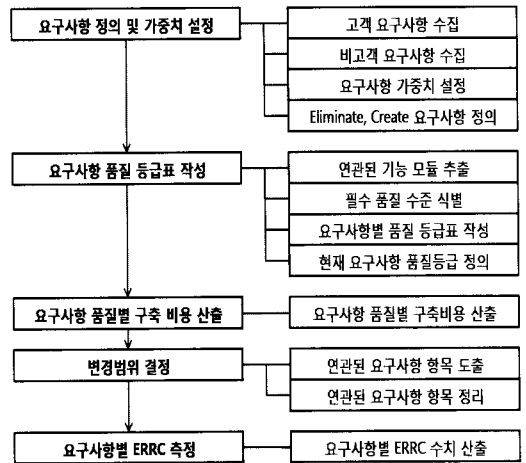 요구사항 정의 및 가중치 설정
고객 요구사항 수집
비고객 요구사항 수집
요구사항 가중치 설정
Eliminate, Create 요구사항 정의
요구사항 품질 등급표 작성
연관된 기능 모듈 추출
필수 품질 수준 식별
요구사항별 품질 등급표 작성
현재 요구사항 품질등급 정의
요구사항 품질별 구축 비용 산출
요구사항 품질별 구축비용 산출
변경범위 결정
연관된 요구사항 항목 도출
연관된 요구사항 항목 정리
요구사항별 ERRC 측정
요구사항별 ERRC 수치 산출